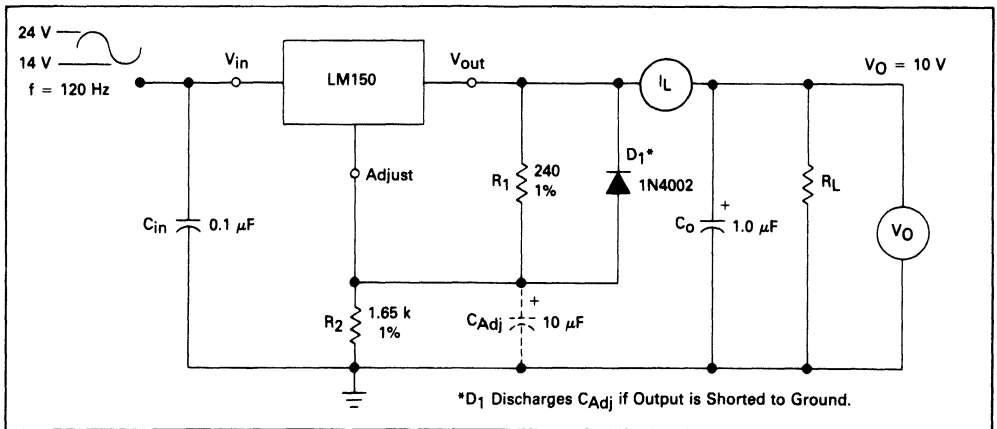 24 V
14 V
f = 120 Hz
Vin
LM150
Vout
IL
VO = 10 V
Adjust
R1
240
1%
D1*
1N4002
Cin
0.1 µF
+
Co
1.0 µF
RL
VO
R2
1.65 k
1%
+
CAdj
10 µF
*D1 Discharges CAdj if Output is Shorted to Ground.